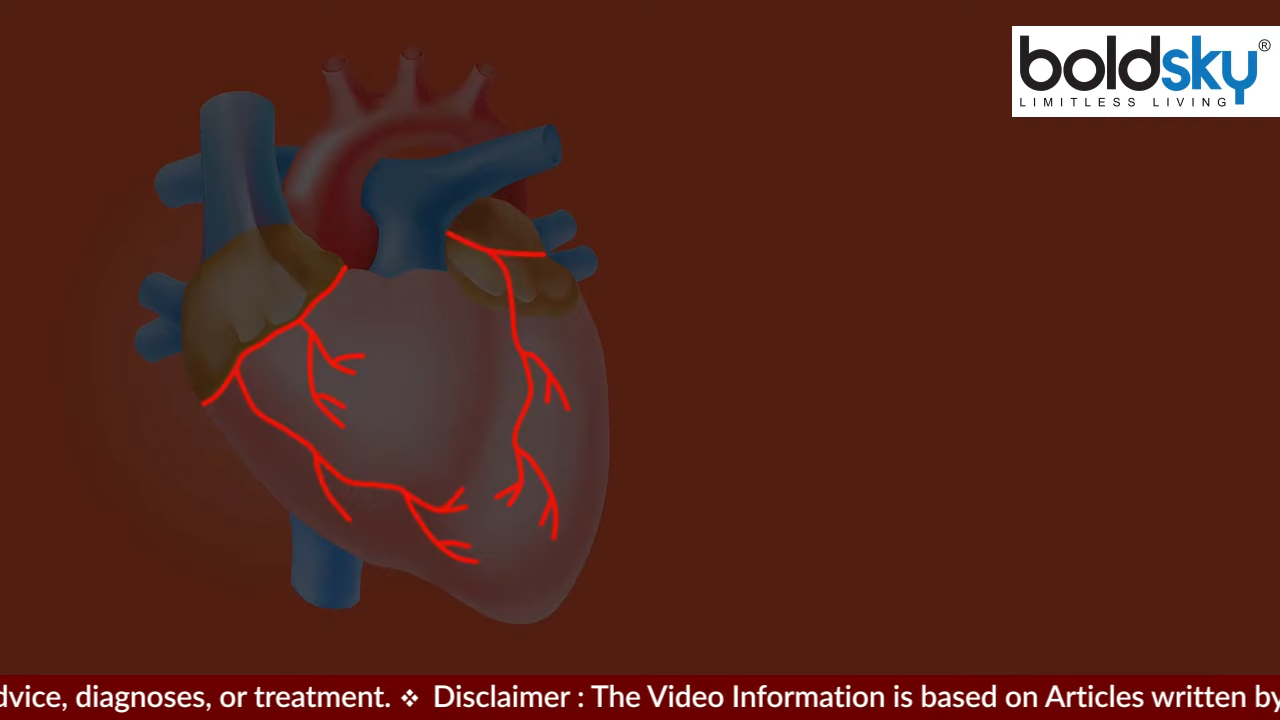 boldsky®
LIMITLESS LIVING
dvice, diagnoses, or treatment. ❖ Disclaimer : The Video Information is based on Articles written by